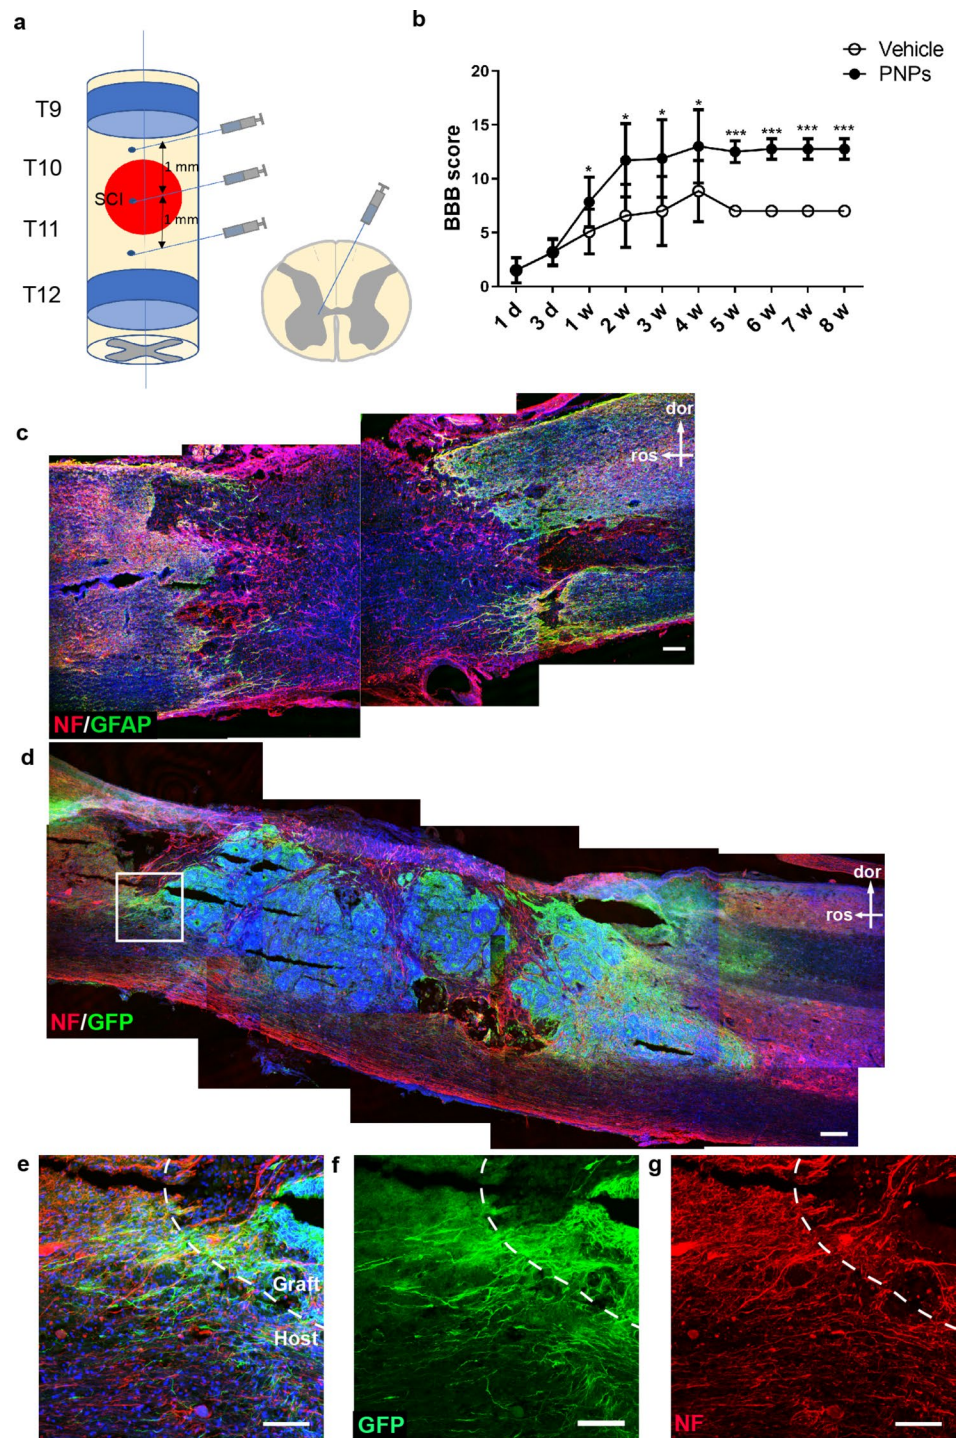 a
T9
T10
T11
T12
SCI
1 mm
1 mm
b
Vehicle
PNPs
BBB score
20
15
10
5
0
*
*
*
*
***
***
***
***
1 d
3 d
1 w
2 w
3 w
4 w
5 w
6 w
7 w
8 w
c
dor
ros
NF/GFAP
d
dor
ros
NF/GFP
e
Graft
Host
f
GFP
g
NF